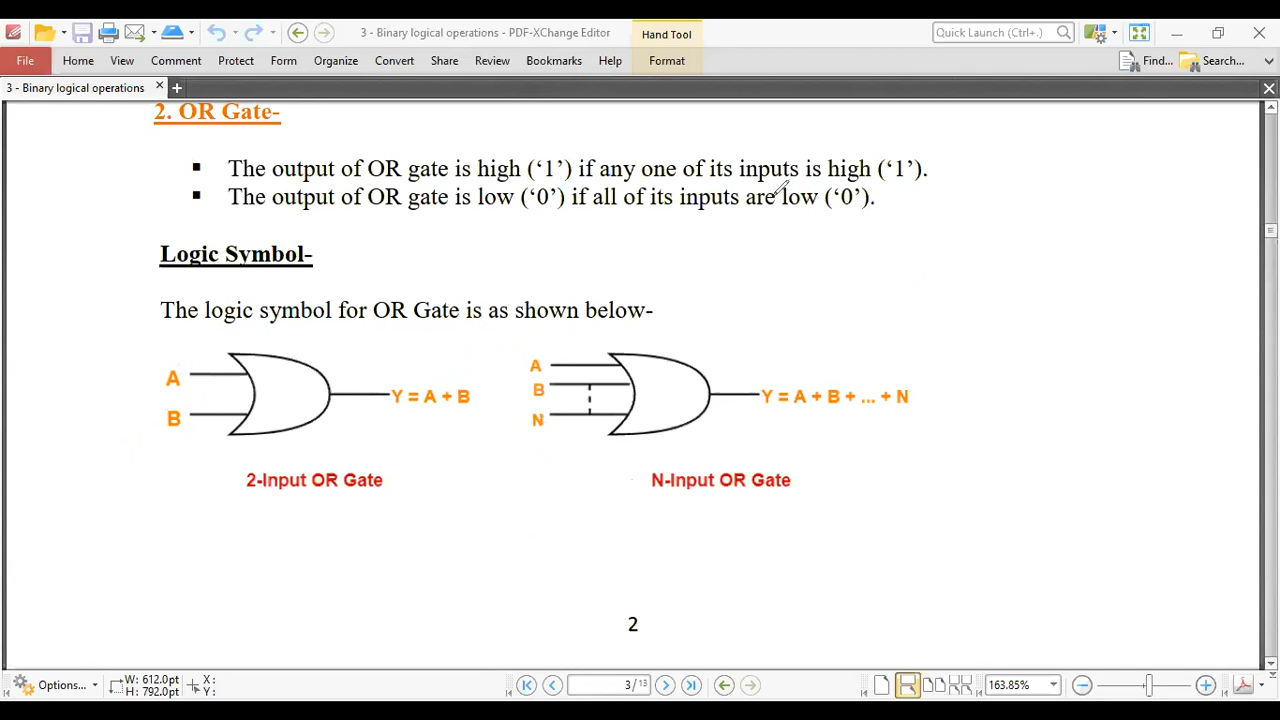 3 - Binary logical operations - PDF-XChange Editor
Hand Tool
Quick Launch (Ctrl+.)
File Home View Comment Protect Form Organize Convert Share Review Bookmarks Help Format Find... Search...
3 - Binary logical operations
2. OR Gate-
▪ The output of OR gate is high (‘1’) if any one of its inputs is high (‘1’).
▪ The output of OR gate is low (‘0’) if all of its inputs are low (‘0’).
Logic Symbol-
The logic symbol for OR Gate is as shown below-
A
B
Y = A + B
2-Input OR Gate
A
B
N
Y = A + B + ... + N
N-Input OR Gate
2
Options...
W: 612.0pt
H: 792.0pt
X:
Y:
3 / 13
163.85%